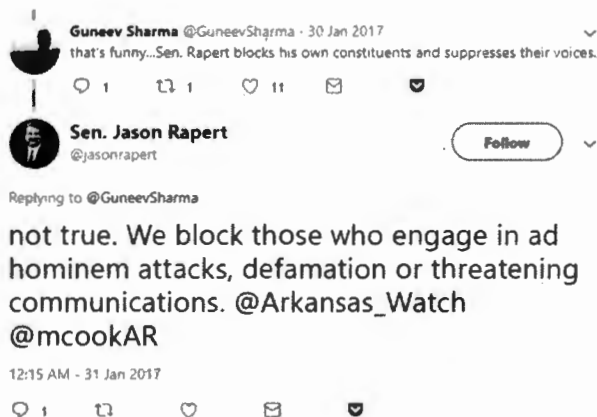 Guneev Sharma @GuneevSharma · 30 Jan 2017
that's funny...Sen. Rapert blocks his own constituents and suppresses their voices.
1 1 11
Sen. Jason Rapert
@jasonrapert
Follow
Replying to @GuneevSharma
not true. We block those who engage in ad
hominem attacks, defamation or threatening
communications. @Arkansas_Watch
@mcookAR
12:15 AM - 31 Jan 2017
1